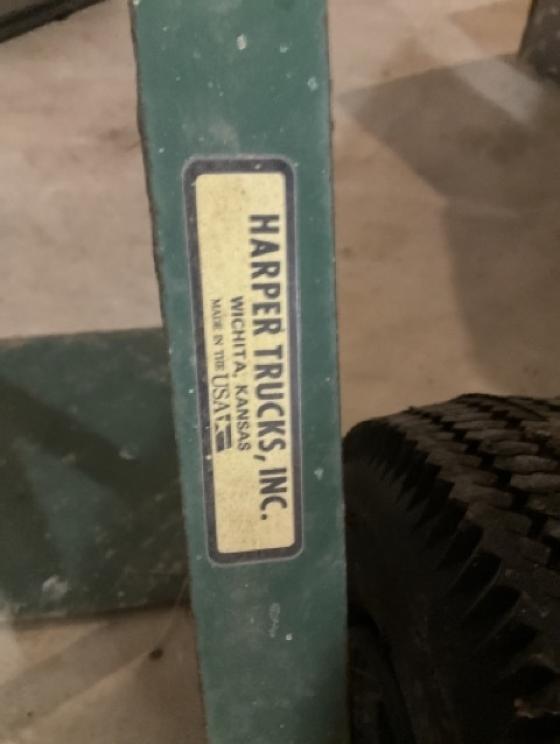 HARPER TRUCKS, INC.
WICHITA, KANSAS
MADE IN THE USA